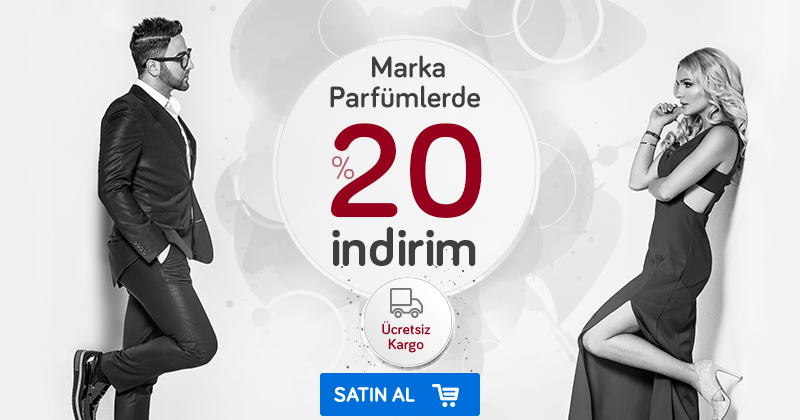 Marka
Parfümlerde
%20
indirim
Ücretsiz
Kargo
SATIN AL